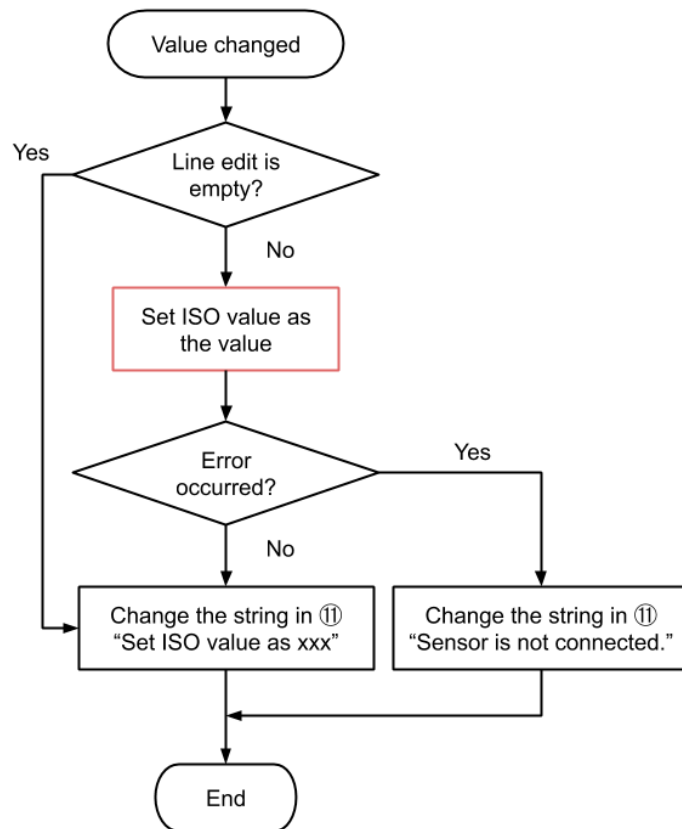 Value changed
Yes
Line edit is
empty?
No
Set ISO value as
the value
Error
occurred?
Yes
No
Change the string in ⑪
“Set ISO value as xxx”
Change the string in ⑪
“Sensor is not connected.”
End